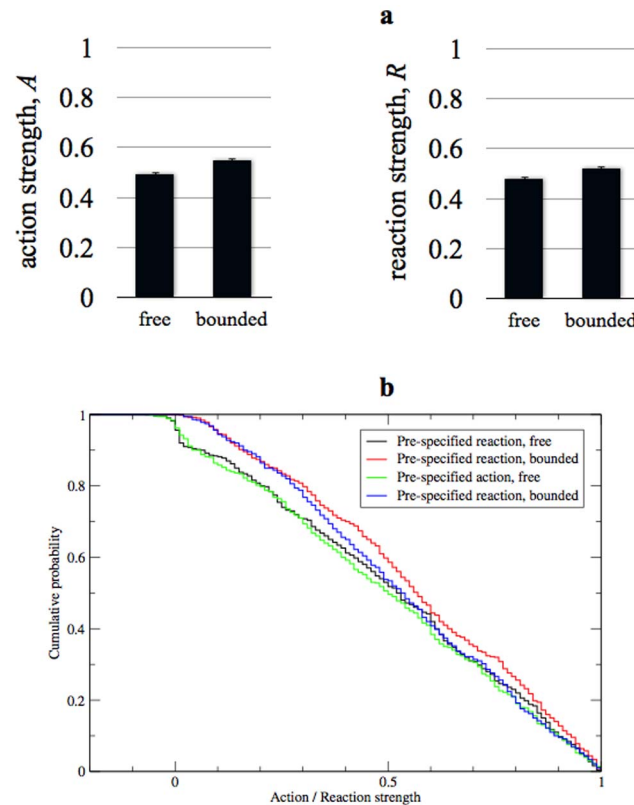 a
action strength, A
1
0.8
0.6
0.4
0.2
0
free bounded
reaction strength, R
1
0.8
0.6
0.4
0.2
0
free bounded
b
Cumulative probability
1
0.8
0.6
0.4
0.2
0
Pre-specified reaction, free
Pre-specified reaction, bounded
Pre-specified action, free
Pre-specified reaction, bounded
0 0.5 1
Action / Reaction strength